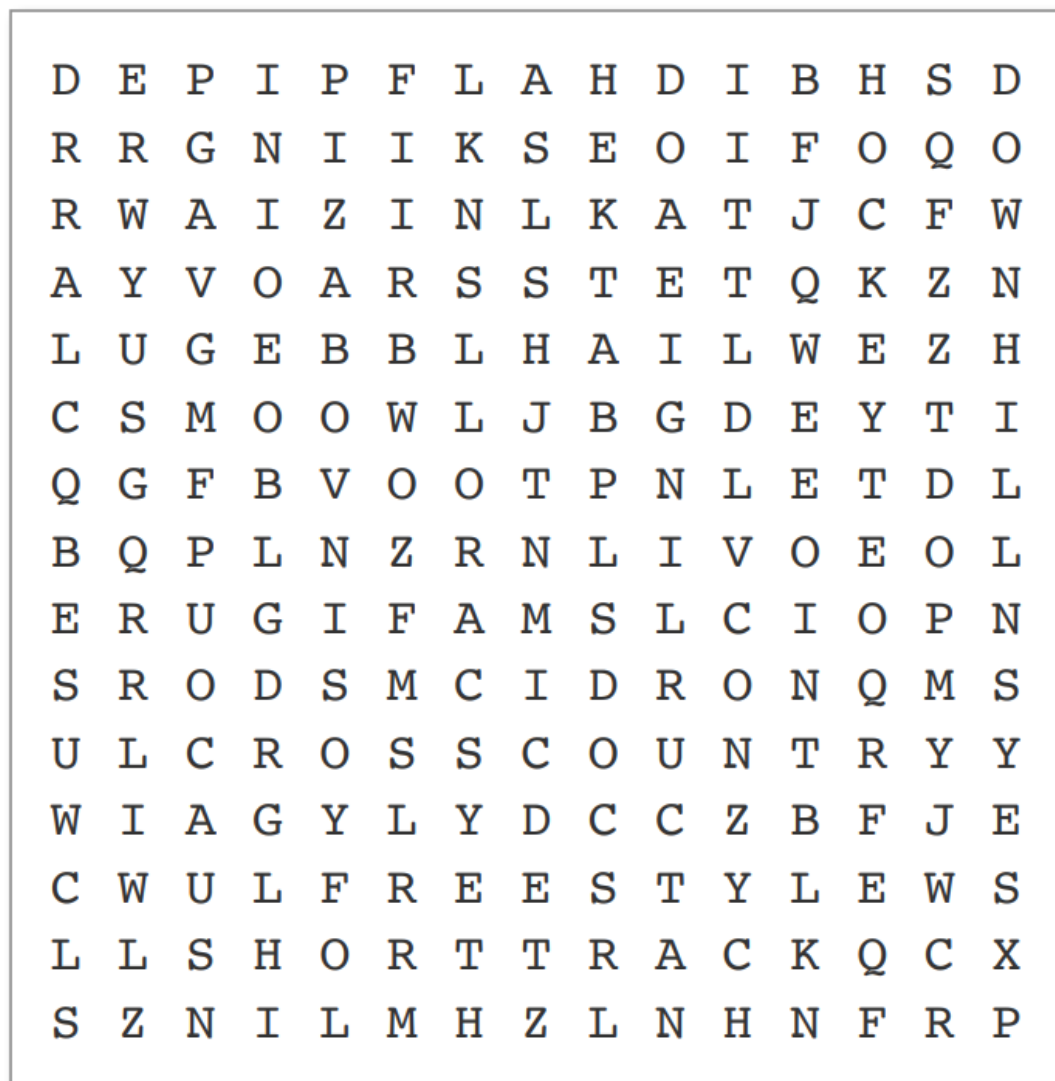 D E P I P F L A H D I B H S D
R R G N I I K S E O I F O Q O
R W A I Z I N L K A T J C F W
A Y V O A R S S T E T Q K Z N
L U G E B B L H A I L W E Z H
C S M O O W L J B G D E Y T I
Q G F B V O O T P N L E T D L
B Q P L N Z R N L I V O E O L
E R U G I F A M S L C I O P N
S R O D S M C I D R O N Q M S
U L C R O S S C O U N T R Y Y
W I A G Y L Y D C C Z B F J E
C W U L F R E E S T Y L E W S
L L S H O R T T R A C K Q C X
S Z N I L M H Z L N H N F R P